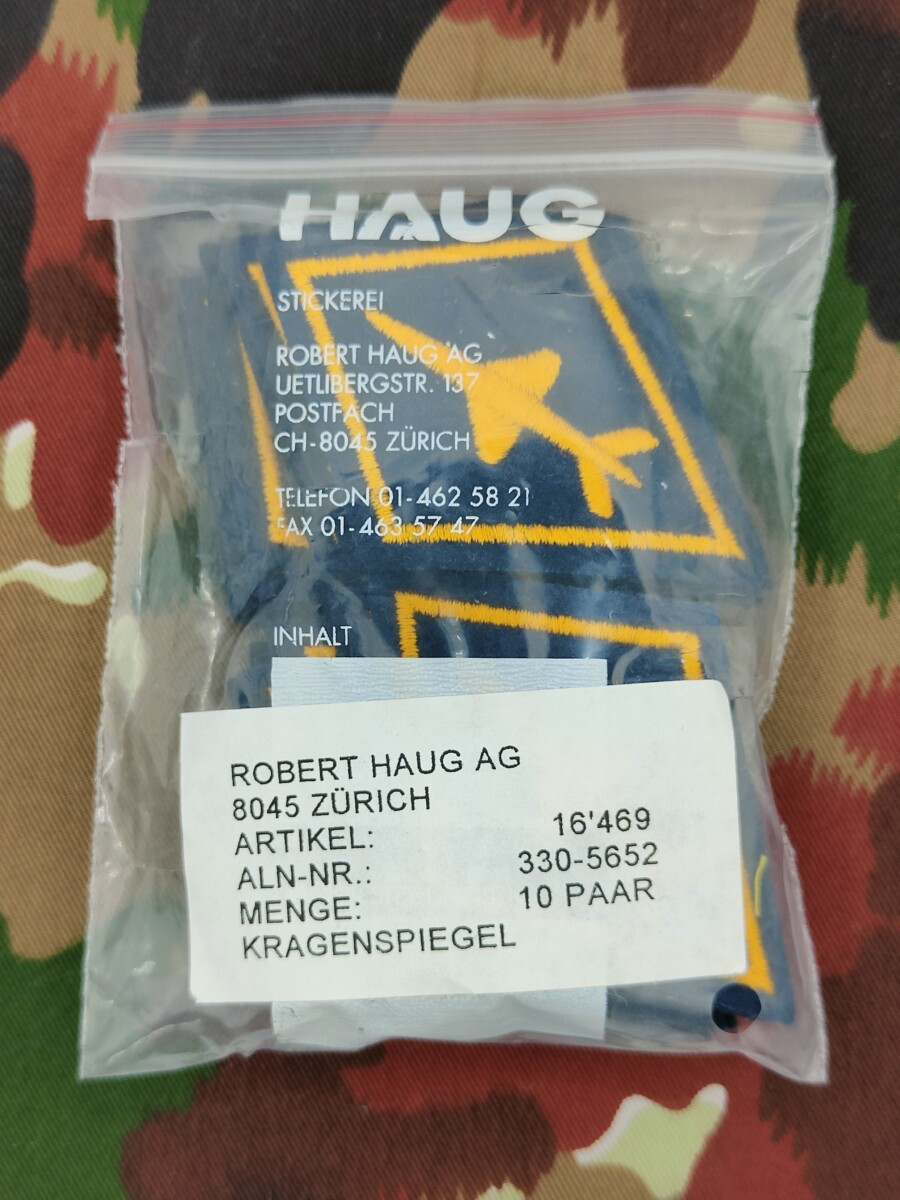 HAUG
STICKEREI
ROBERT HAUG AG
UETLIBERGSTR. 137
POSTFACH
CH-8045 ZÜRICH
TELEFON 01-462 58 21
FAX 01-463 57 47
INHALT
ROBERT HAUG AG
8045 ZÜRICH
ARTIKEL: 16'469
ALN-NR.: 330-5652
MENGE: 10 PAAR
KRAGENSPIEGEL